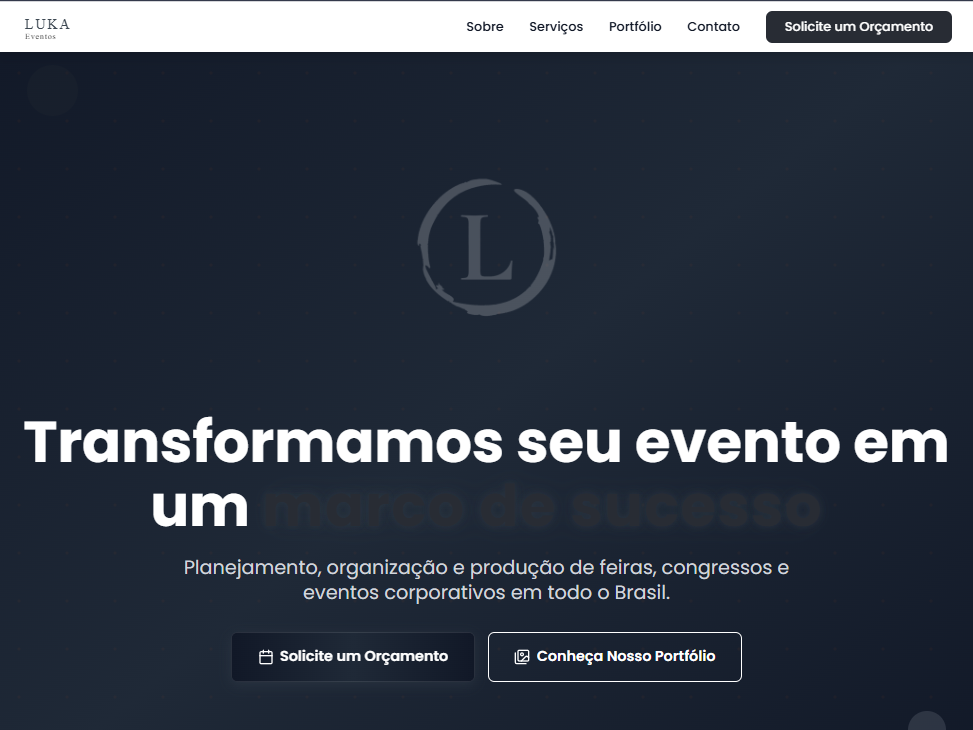 LUKA
Eventos
Sobre Serviços Portfólio Contato Solicite um Orçamento
L
Transformamos seu evento em
um marco de sucesso
Planejamento, organização e produção de feiras, congressos e
eventos corporativos em todo o Brasil.
Solicite um Orçamento Conheça Nosso Portfólio